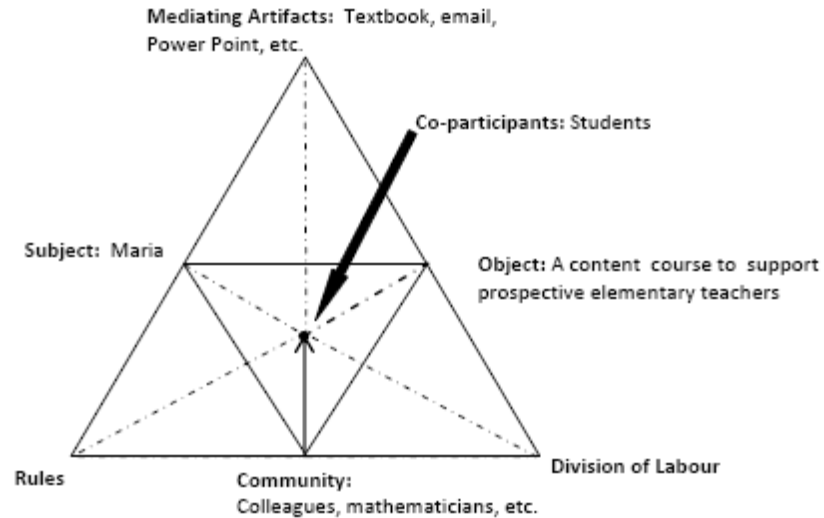 Mediating Artifacts: Textbook, email,
Power Point, etc.
Co-participants: Students
Subject: Maria
Object: A content course to support
prospective elementary teachers
Rules
Community:
Colleagues, mathematicians, etc.
Division of Labour